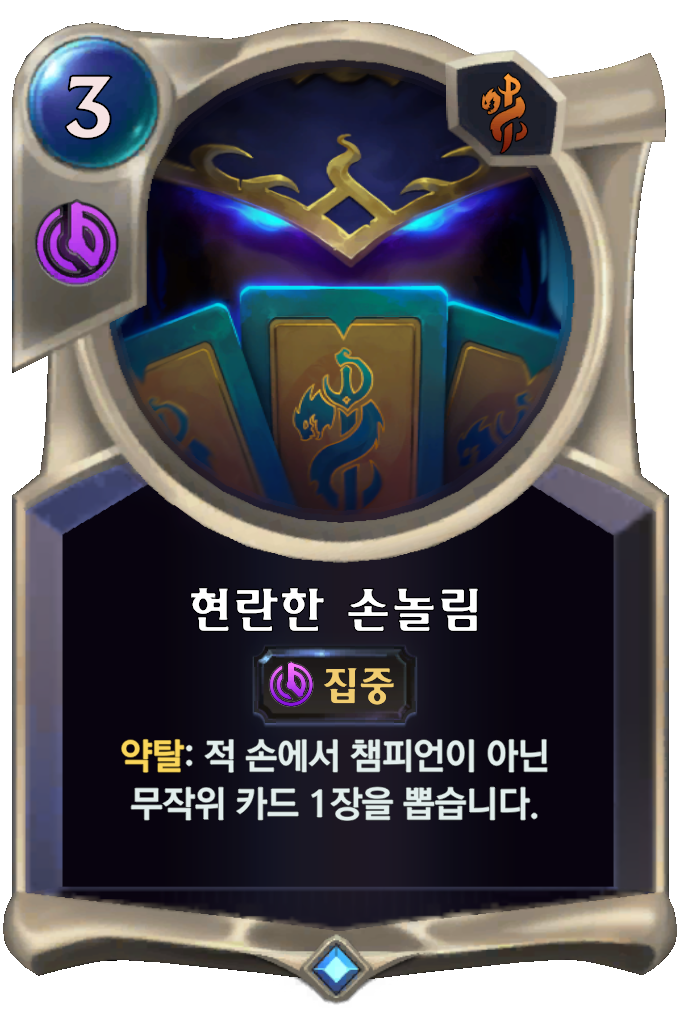 3
현란한 손놀림
집중
약탈: 적 손에서 챔피언이 아닌
무작위 카드 1장을 뽑습니다.